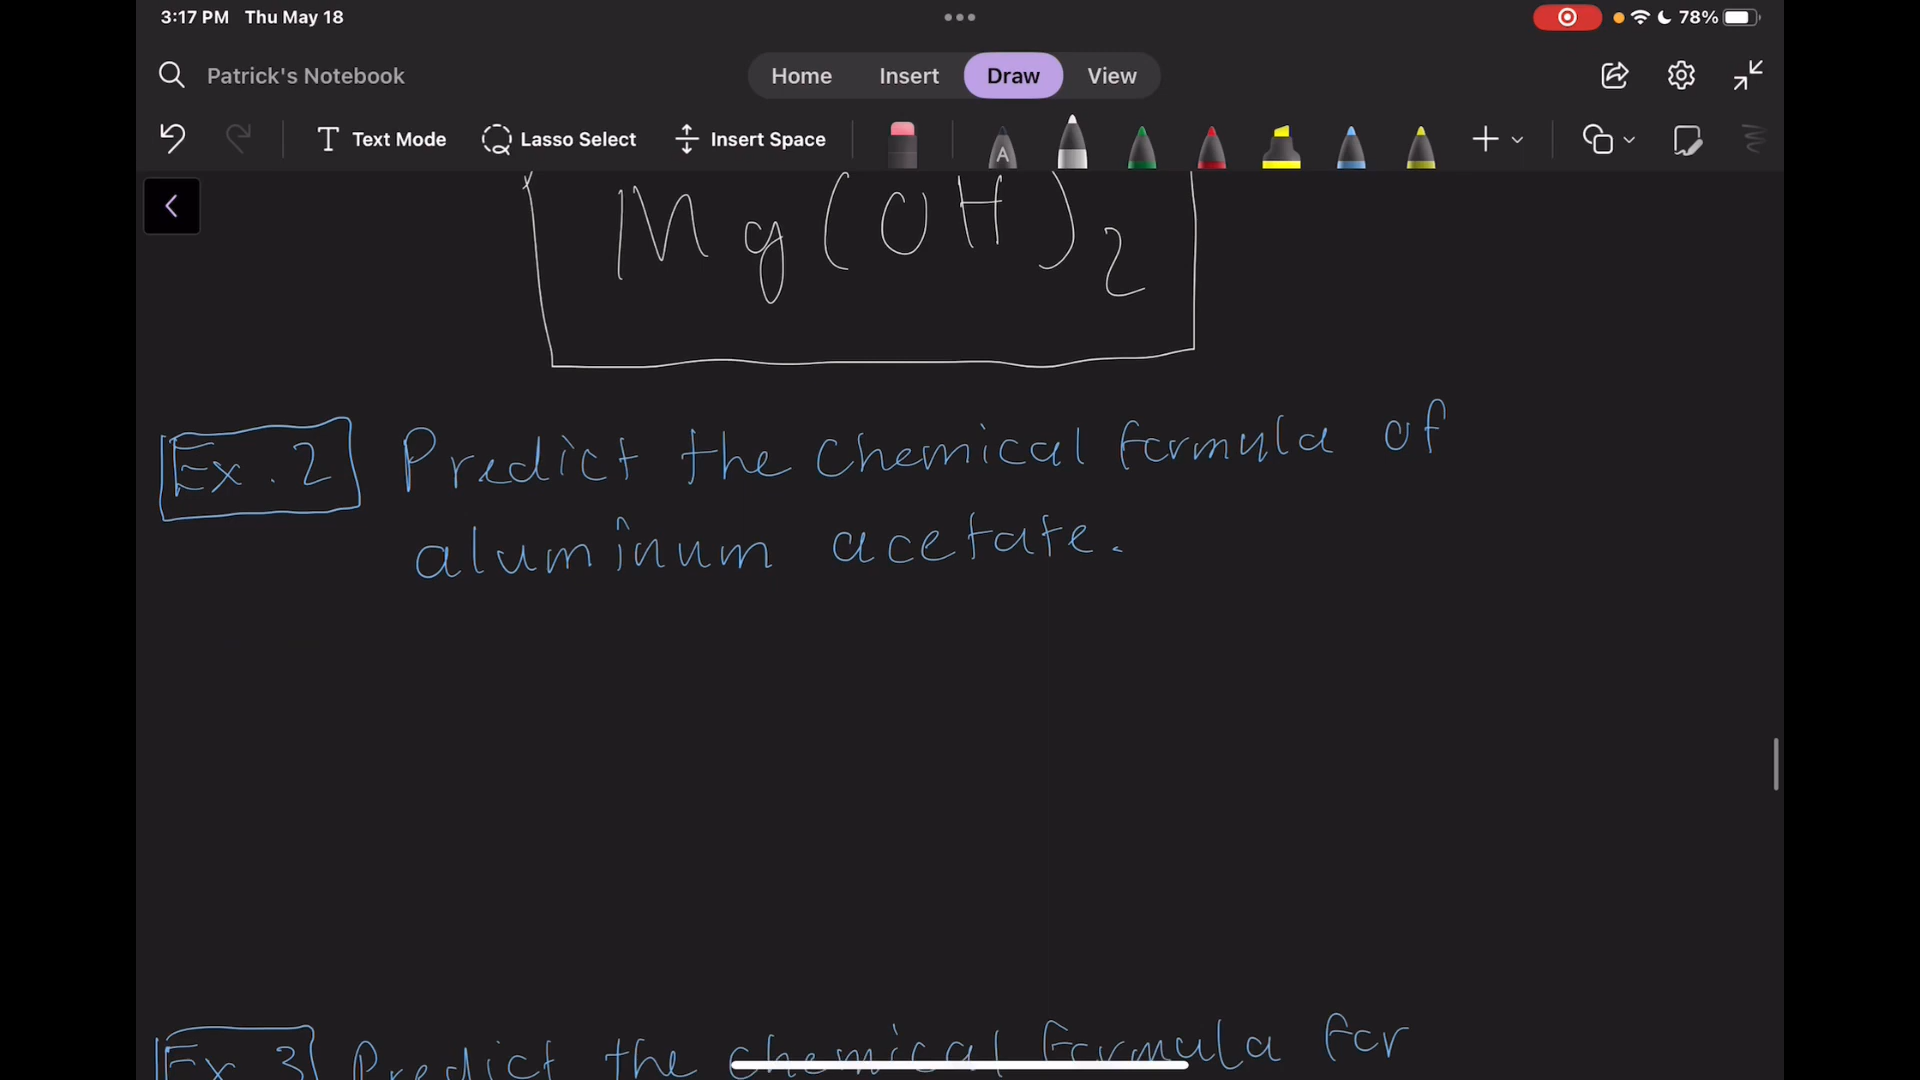 3:17 PM Thu May 18 78%
Patrick's Notebook Home Insert Draw View
Text Mode Lasso Select Insert Space A
Mg(OH)₂
Ex. 2 Predict the chemical formula of
aluminum acetate.
Ex 3 Predict the chemical formula for